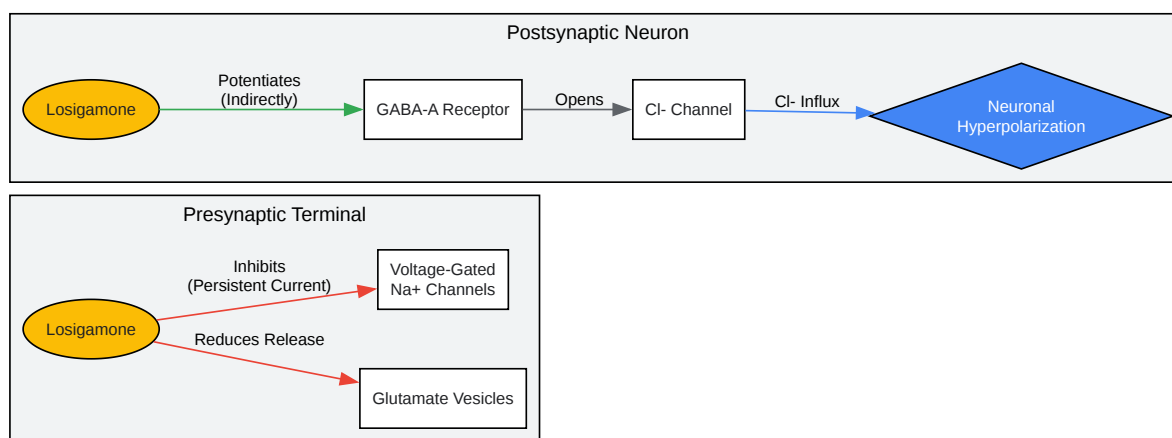 Postsynaptic Neuron
Losigamone
Potentiates
(Indirectly)
GABA-A Receptor
Opens
Cl- Channel
Cl- Influx
Neuronal
Hyperpolarization
Presynaptic Terminal
Losigamone
Inhibits
(Persistent Current)
Voltage-Gated
Na+ Channels
Reduces Release
Glutamate Vesicles